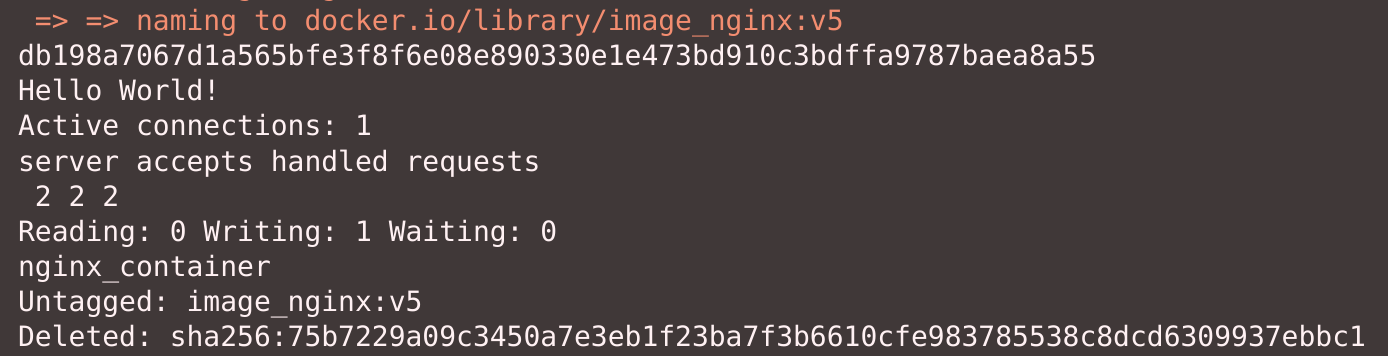 => => naming to docker.io/library/image_nginx:v5
db198a7067d1a565bfe3f8f6e08e890330e1e473bd910c3bdffa9787baea8a55
Hello World!
Active connections: 1
server accepts handled requests
2 2 2
Reading: 0 Writing: 1 Waiting: 0
nginx_container
Untagged: image_nginx:v5
Deleted: sha256:75b7229a09c3450a7e3eb1f23ba7f3b6610cfe983785538c8dcd6309937ebbc1